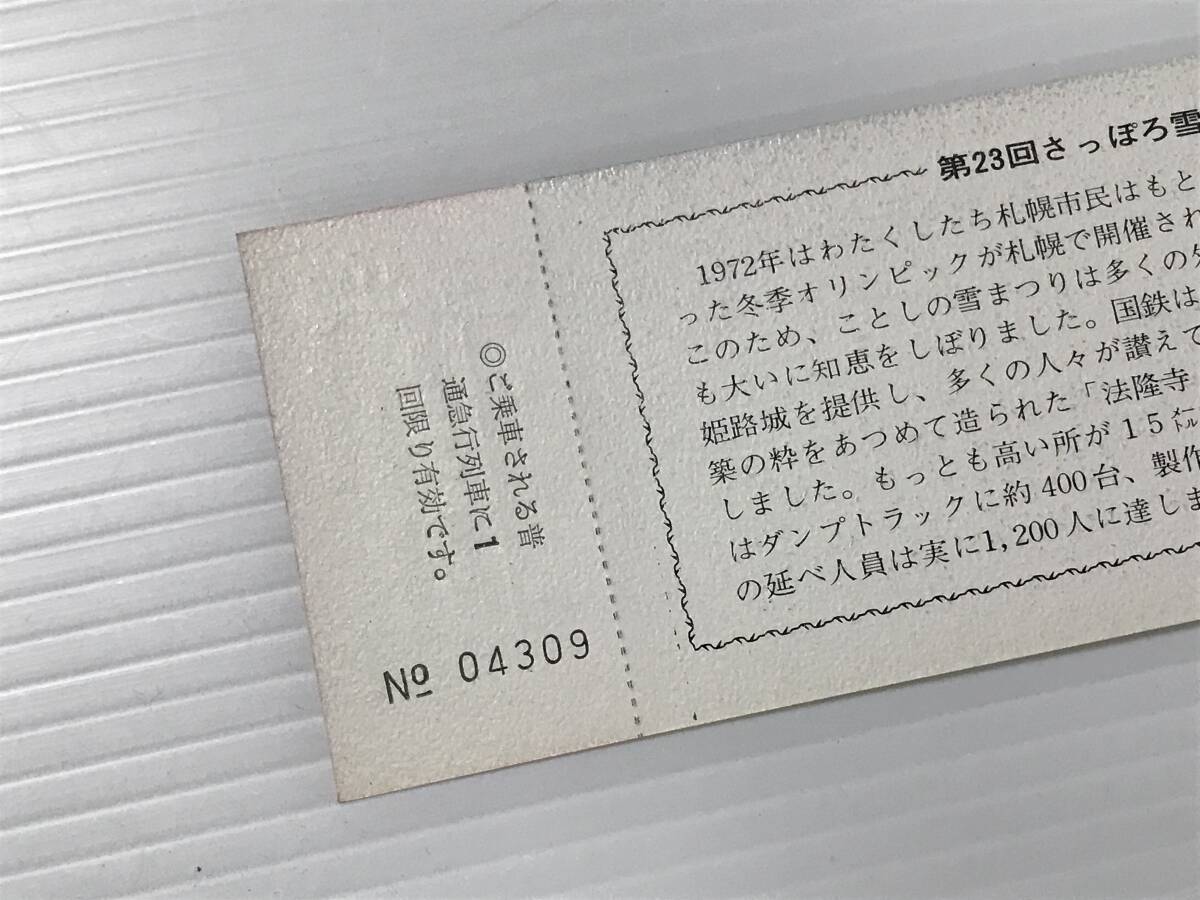 ◎ご乗車される普
通急行列車に1
回限り有効です。
№ 04309
第23回さっぽろ雪
1972年はわたくしたち札幌市民はもと
った冬季オリンピックが札幌で開催され
このため、ことしの雪まつりは多くの
も大いに知恵をしぼりました。国鉄は
姫路城を提供し、多くの人々が讃えて
築の粋をあつめて造られた「法隆寺
しました。もっとも高い所が15メートル
はダンプトラックに約400台、製作
の延べ人員は実に1,200人に達しま